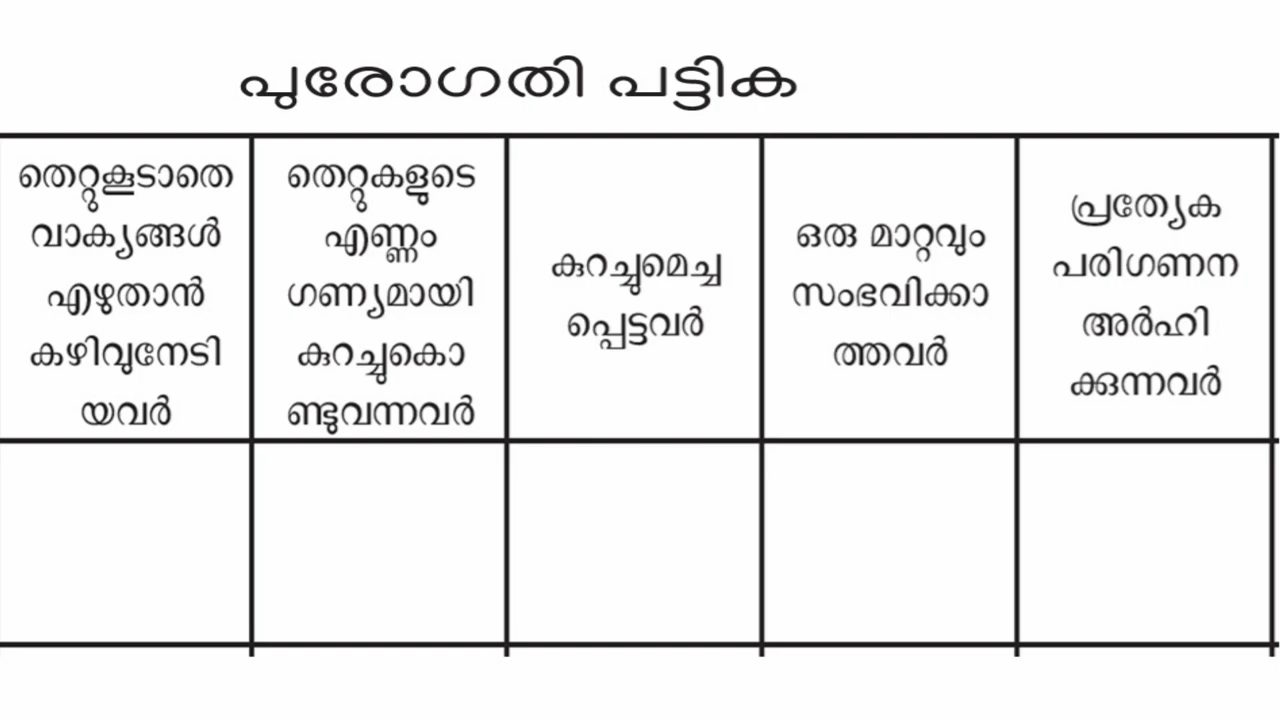 പുരോഗതി പട്ടിക
തെറ്റുകൂടാതെ
വാക്യങ്ങൾ
എഴുതാൻ
കഴിവുനേടി
യവർ
തെറ്റുകളുടെ
എണ്ണം
ഗണ്യമായി
കുറച്ചുകൊ
ണ്ടുവന്നവർ
കുറച്ചുമെച്ച
പ്പെട്ടവർ
ഒരു മാറ്റവും
സംഭവിക്കാ
ത്തവർ
പ്രത്യേക
പരിഗണന
അർഹി
ക്കുന്നവർ